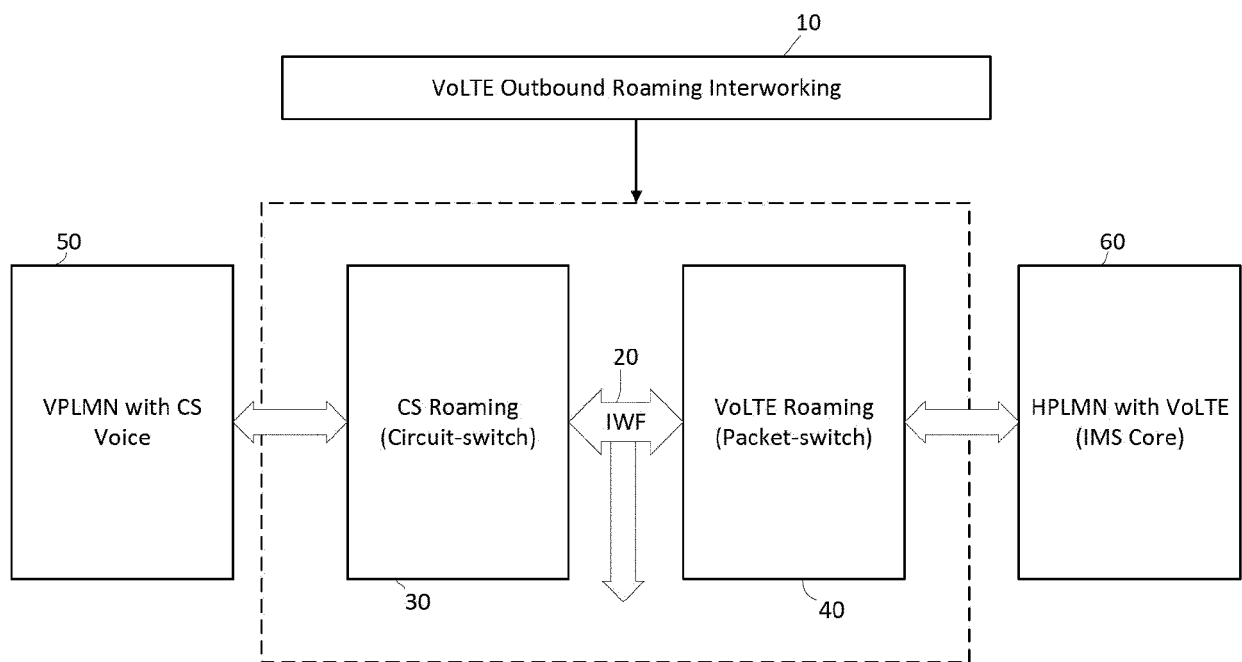 10
VoLTE Outbound Roaming Interworking
50
60
20
VPLMN with CS
Voice
CS Roaming
(Circuit-switch)
IWF
VoLTE Roaming
(Packet-switch)
HPLMN with VoLTE
(IMS Core)
30
40